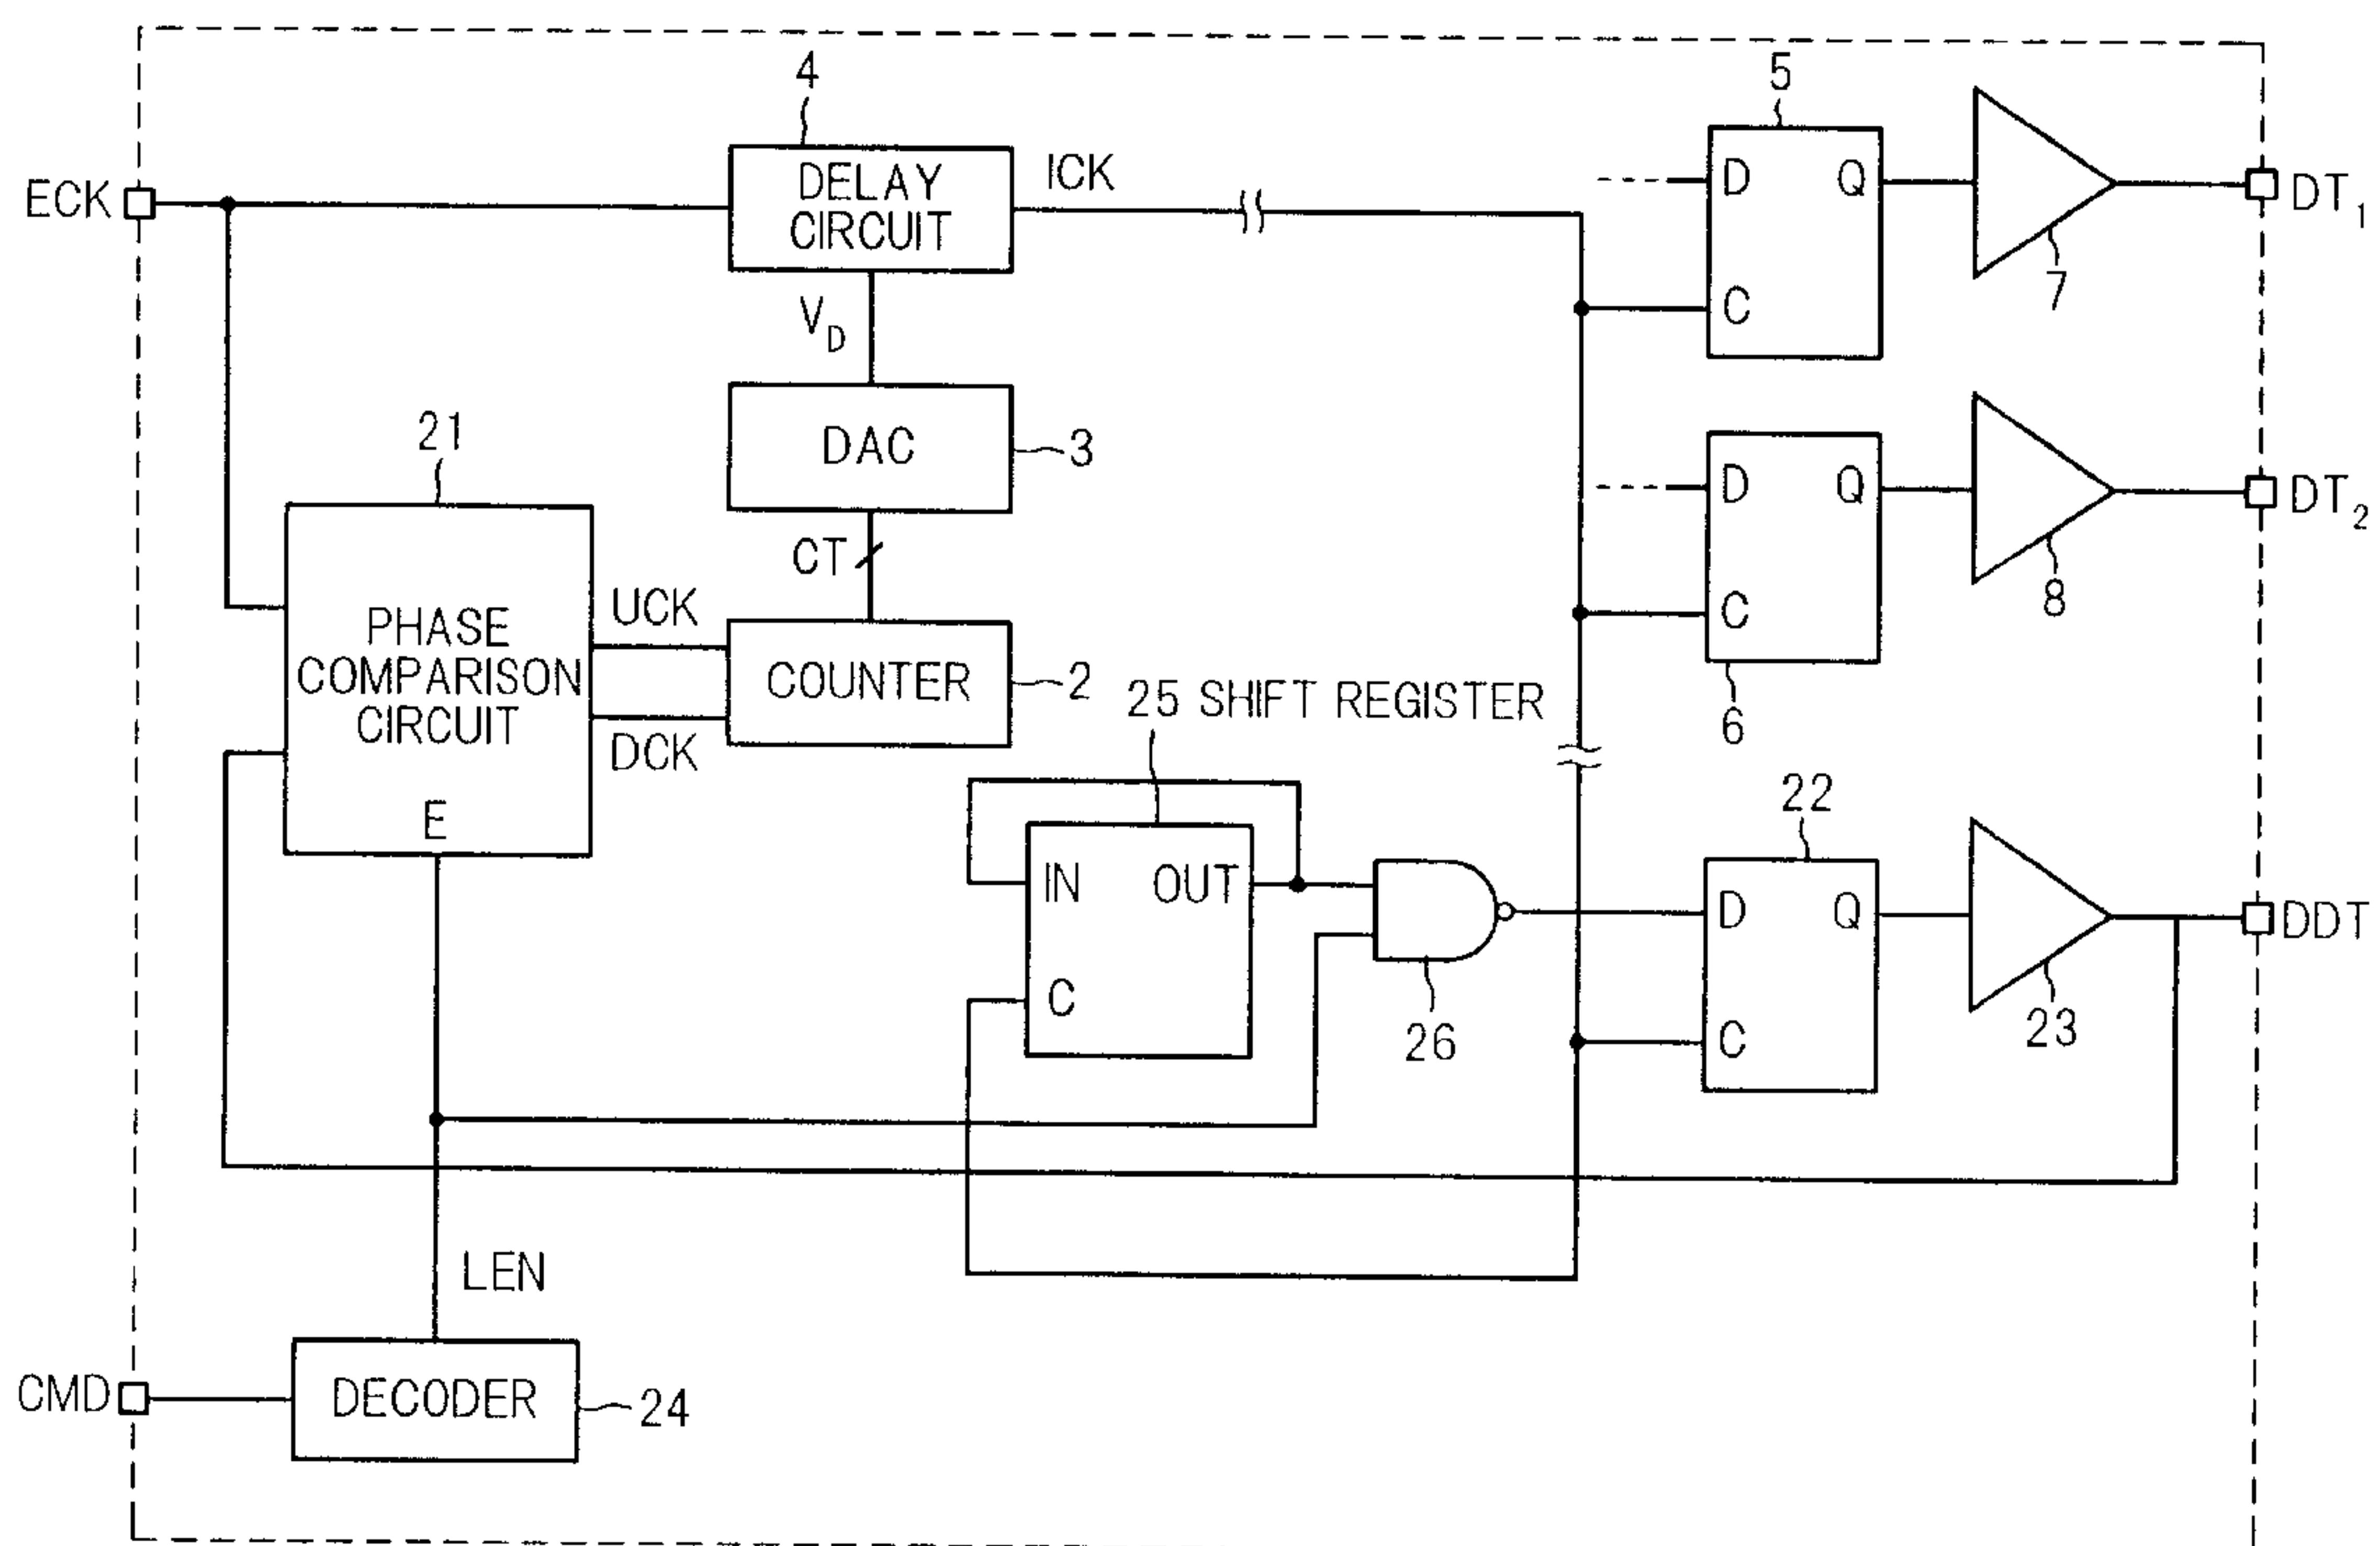 4
5
ECK
DELAY
CIRCUIT
ICK
D
Q
DT1
C
7
VD
21
DAC
3
D
Q
DT2
CT
C
8
UCK
PHASE
COMPARISON
CIRCUIT
COUNTER
2
25 SHIFT REGISTER
6
DCK
22
E
IN
OUT
D
Q
DDT
C
26
C
23
LEN
CMD
DECODER
24